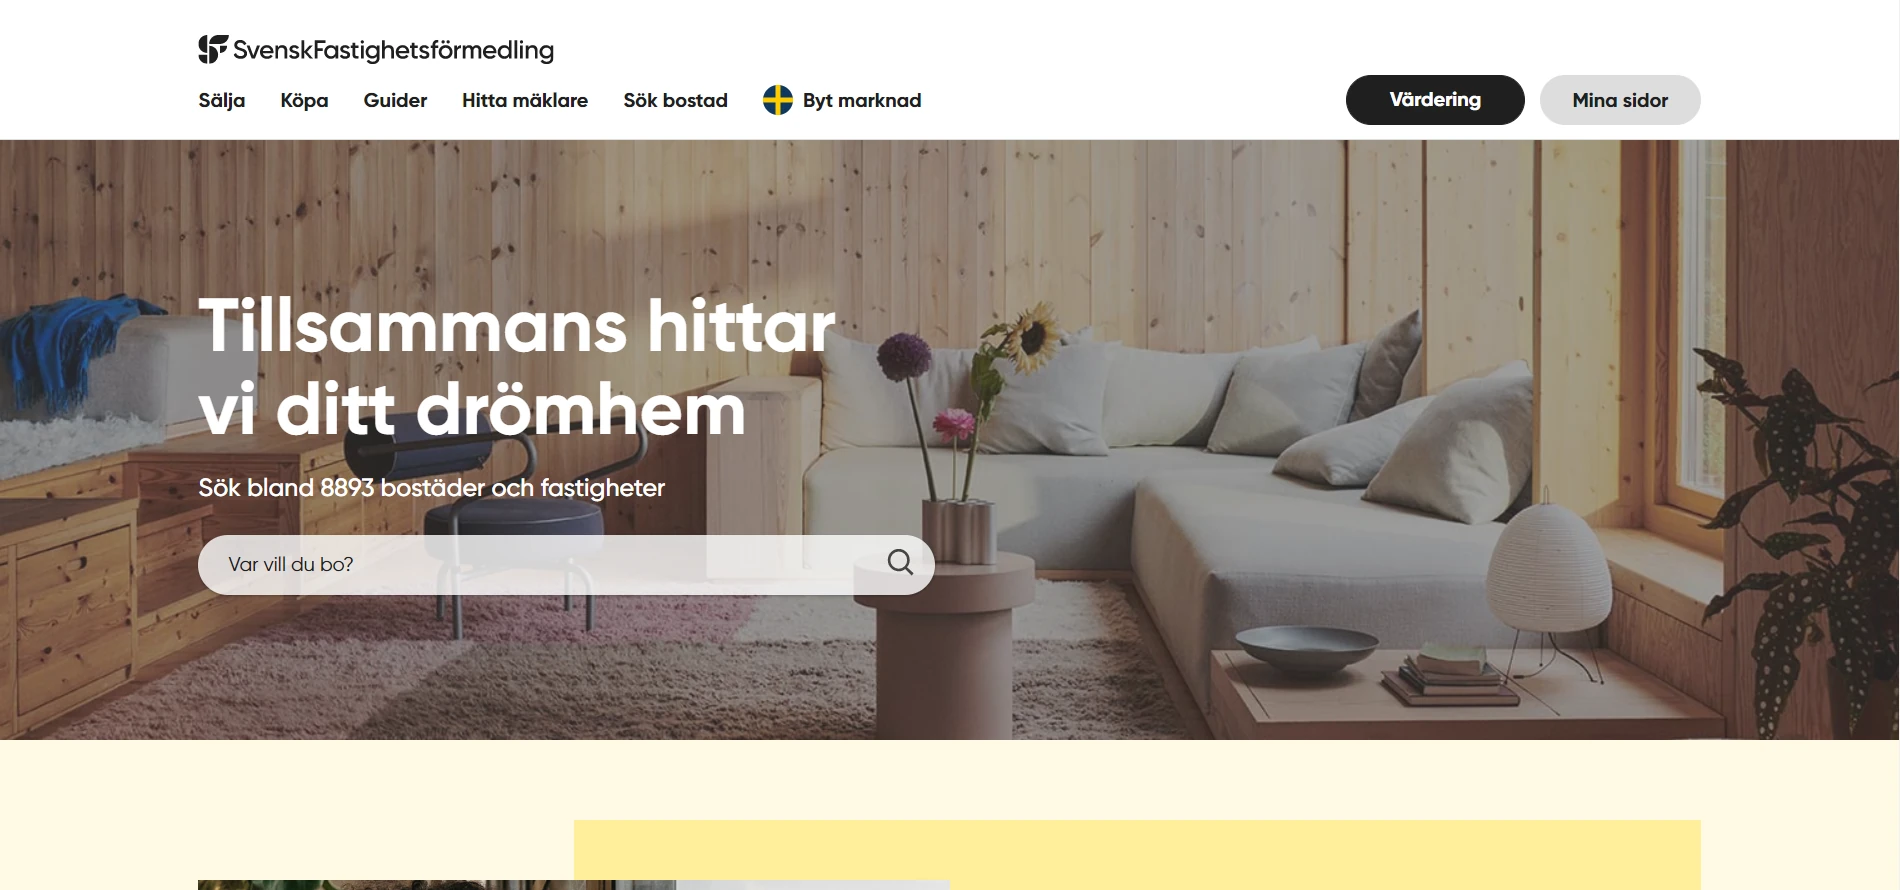 SvenskFastighetsförmedling
Sälja
Köpa
Guider
Hitta mäklare
Sök bostad
Byt marknad
Värdering
Mina sidor
Tillsammans hittar
vi ditt drömhem
Sök bland 8893 bostäder och fastigheter
Var vill du bo?